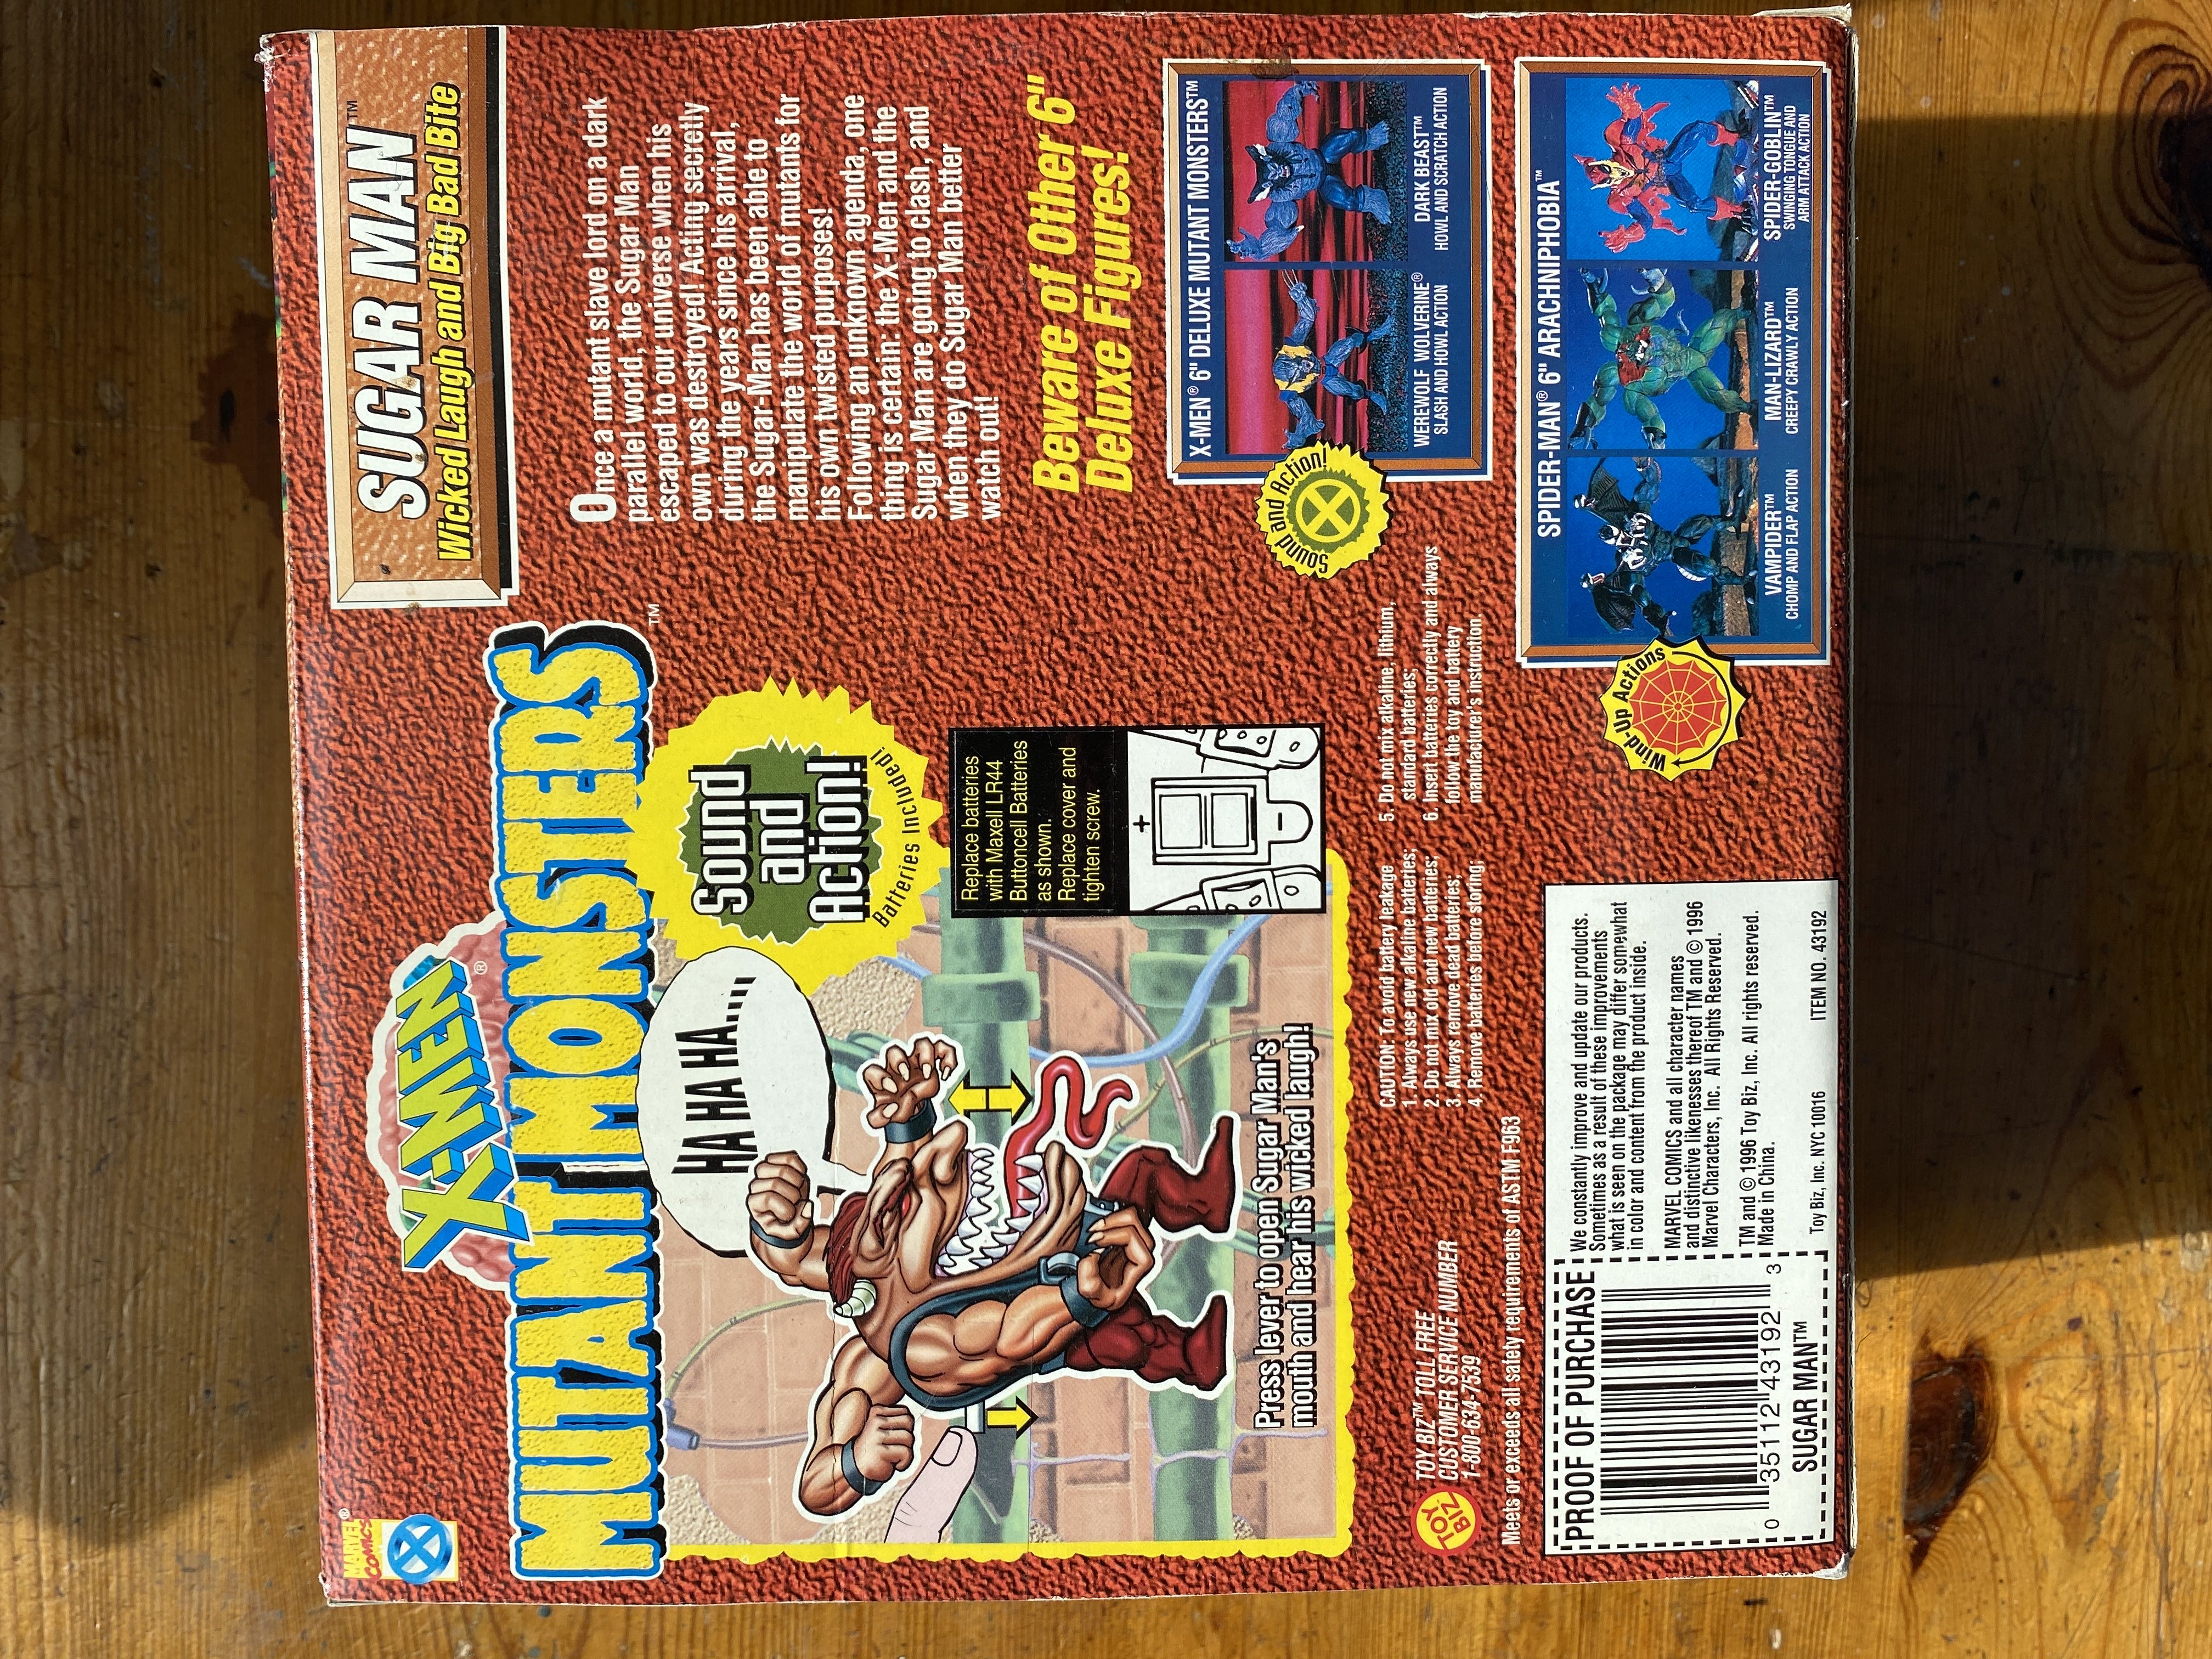 MARVEL®
COMICS
X-MEN®
MUTANT MONSTERS™
SUGAR MAN™
Wicked Laugh and Big Bad Bite
HA HA HA....
Sound
and
Action!
Batteries Included!
Press lever to open Sugar Man's
mouth and hear his wicked laugh!
Replace batteries
with Maxell LR44
Buttoncell Batteries
as shown.
Replace cover and
tighten screw.
+
−
Once a mutant slave lord on a dark
parallel world, the Sugar Man
escaped to our universe when his
own was destroyed! Acting secretly
during the years since his arrival,
the Sugar-Man has been able to
manipulate the world of mutants for
his own twisted purposes!
Following an unknown agenda, one
thing is certain: the X-Men and the
Sugar Man are going to clash, and
when they do Sugar Man better
watch out!
Beware of Other 6"
Deluxe Figures!
X-MEN® 6" DELUXE MUTANT MONSTERS™
WEREWOLF WOLVERINE®
SLASH AND HOWL ACTION
DARK BEAST™
HOWL AND SCRATCH ACTION
Sound and Action!
SPIDER-MAN® 6" ARACHNIPHOBIA™
VAMPIDER™
CHOMP AND FLAP ACTION
MAN-LIZARD™
CREEPY CRAWLY ACTION
SPIDER-GOBLIN™
SWINGING TONGUE AND
ARM ATTACK ACTION
Wind-Up Actions
CAUTION: To avoid battery leakage
1. Always use new alkaline batteries;
2. Do not mix old and new batteries;
3. Always remove dead batteries;
4. Remove batteries before storing;
5. Do not mix alkaline, lithium,
standard batteries;
6. Insert batteries correctly and always
follow the toy and battery
manufacturer's instruction.
TOY
BIZ
TOY BIZ™ TOLL FREE
CUSTOMER SERVICE NUMBER
1-800-634-7539
Meets or exceeds all safety requirements of ASTM F963
PROOF OF PURCHASE
0 35112 43192 3
SUGAR MAN™
We constantly improve and update our products.
Sometimes as a result of these improvements
what is seen on the package may differ somewhat
in color and content from the product inside.
MARVEL COMICS and all character names
and distinctive likenesses thereof TM and © 1996
Marvel Characters, Inc. All Rights Reserved.
TM and © 1996 Toy Biz, Inc. All rights reserved.
Made in China.
Toy Biz, Inc. NYC 10016
ITEM NO. 43192